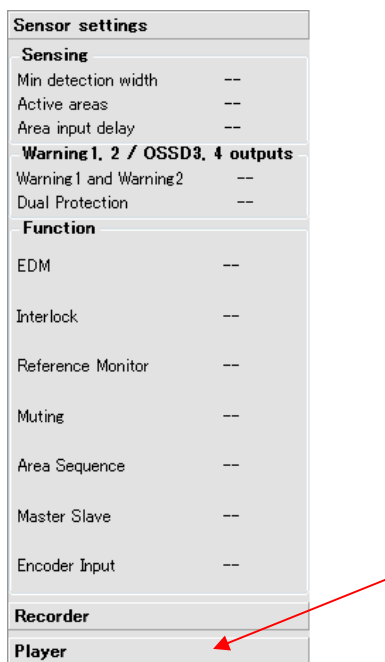 Sensor settings
Sensing
Min detection width --
Active areas --
Area input delay --
Warning1, 2 / OSSD3, 4 outputs
Warning1 and Warning2 --
Dual Protection --
Function
EDM --
Interlock --
Reference Monitor --
Muting --
Area Sequence --
Master Slave --
Encoder Input --
Recorder
Player